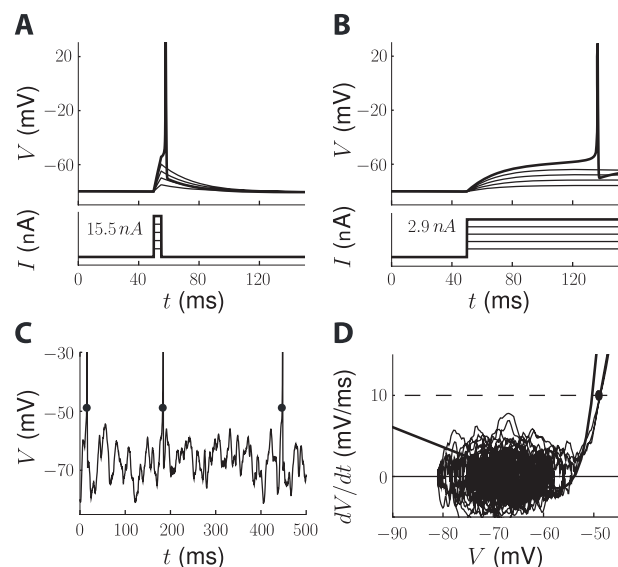 A
20
−20
−60
V (mV)
15.5 nA
I (nA)
0 40 80 120
t (ms)
B
20
−20
−60
V (mV)
2.9 nA
I (nA)
0 40 80 120
t (ms)
C
−30
−50
−70
V (mV)
0 100 200 300 400 500
t (ms)
D
10
0
dV/dt (mV/ms)
−90 −80 −70 −60 −50
V (mV)